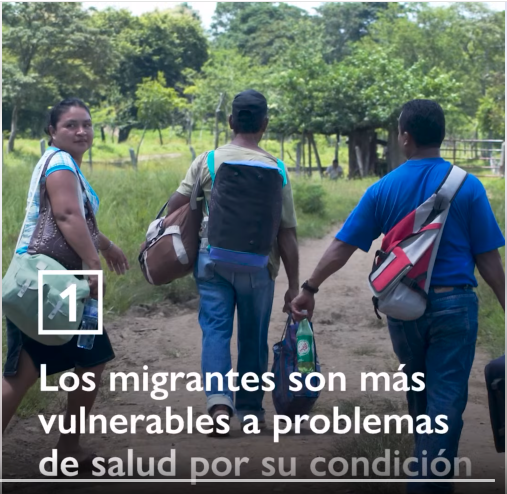 1
Los migrantes son más
vulnerables a problemas
de salud por su condición